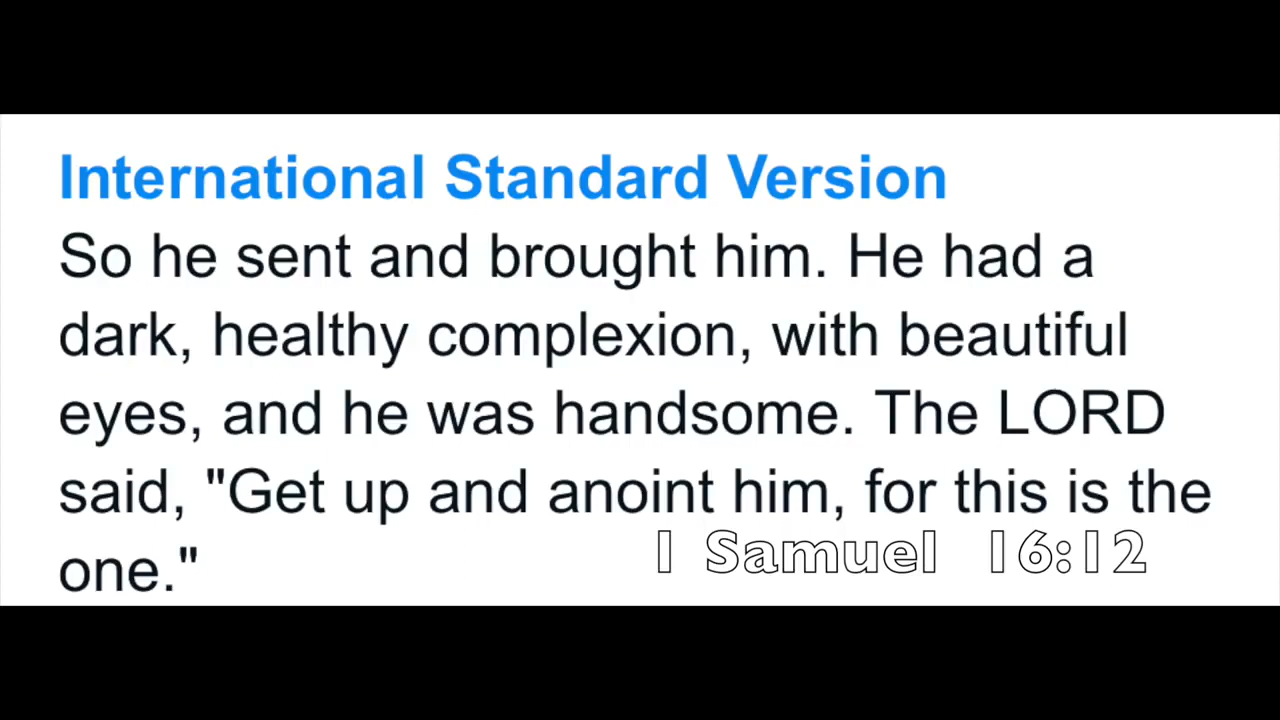 International Standard Version
So he sent and brought him. He had a
dark, healthy complexion, with beautiful
eyes, and he was handsome. The LORD
said, "Get up and anoint him, for this is the
one."
1 Samuel 16:12